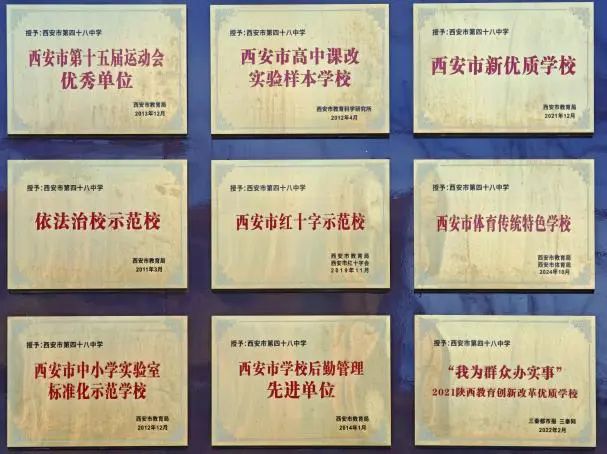 授予：西安市第四十八中学
西安市第十五届运动会
优秀单位
西安市教育局
2013年12月
授予：西安市第四十八中学
西安市高中课改
实验样本学校
西安市教育科学研究所
2012年4月
授予：西安市第四十八中学
西安市新优质学校
西安市教育局
2021年12月
授予：西安市第四十八中学
依法治校示范校
西安市教育局
2011年3月
授予：西安市第四十八中学
西安市红十字示范校
西安市教育局
西安市红十字会
2019年11月
授予：西安市第四十八中学
西安市体育传统特色学校
西安市教育局
西安市体育局
2024年10月
授予：西安市第四十八中学
西安市中小学实验室
标准化示范学校
西安市教育局
2012年12月
授予：西安市第四十八中学
西安市学校后勤管理
先进单位
西安市教育局
2014年1月
授予：西安市第四十八中学
“我为群众办实事”
2021陕西教育创新改革优质学校
三秦都市报 三秦网
2022年2月